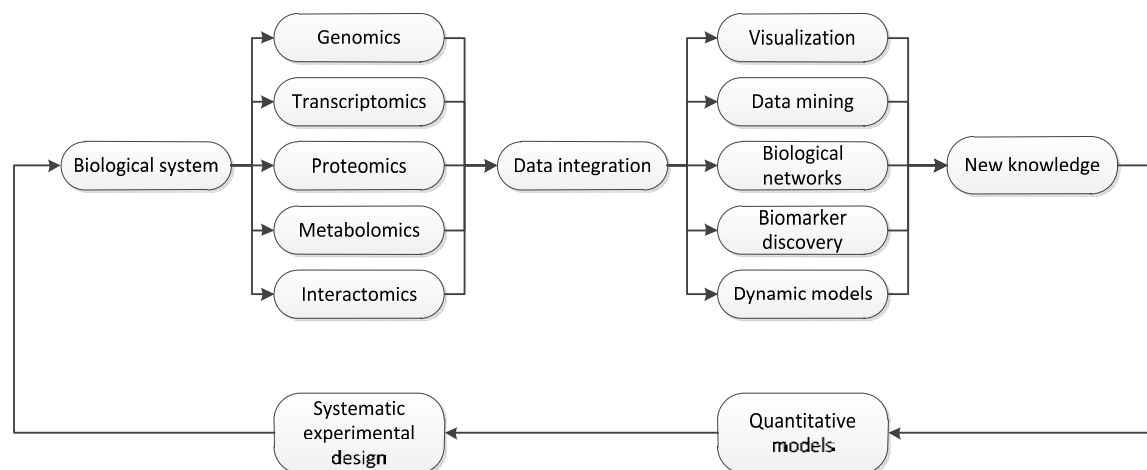 Genomics
Transcriptomics
Biological system
Proteomics
Metabolomics
Interactomics
Data integration
Visualization
Data mining
Biological
networks
Biomarker
discovery
Dynamic models
New knowledge
Quantitative
models
Systematic
experimental
design